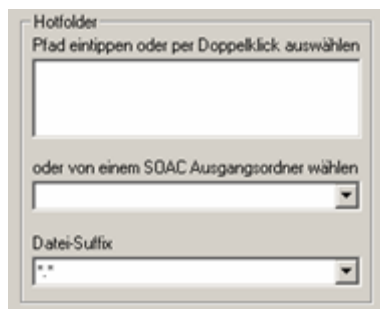 Hotfolder
Pfad eintippen oder per Doppelklick auswählen
oder von einem SOAC Ausgangsordner wählen
Datei-Suffix
*.*